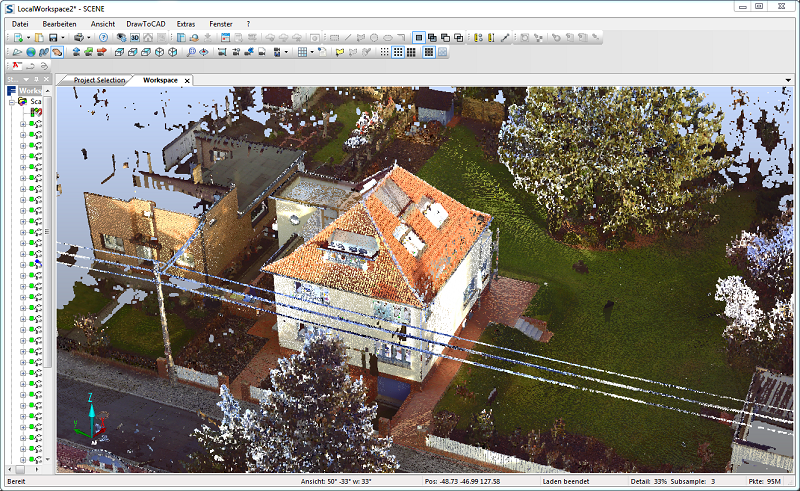 LocalWorkspace2* - SCENE
Datei Bearbeiten Ansicht DrawToCAD Extras Fenster ?
St...
Project Selection Workspace
Works
Sca
Z
y
Bereit Ansicht: 50° -33° w: 33° Pos: -48.73 -46.99 127.58 Laden beendet Detail: 33% Subsample: 3 Pkte: 95M